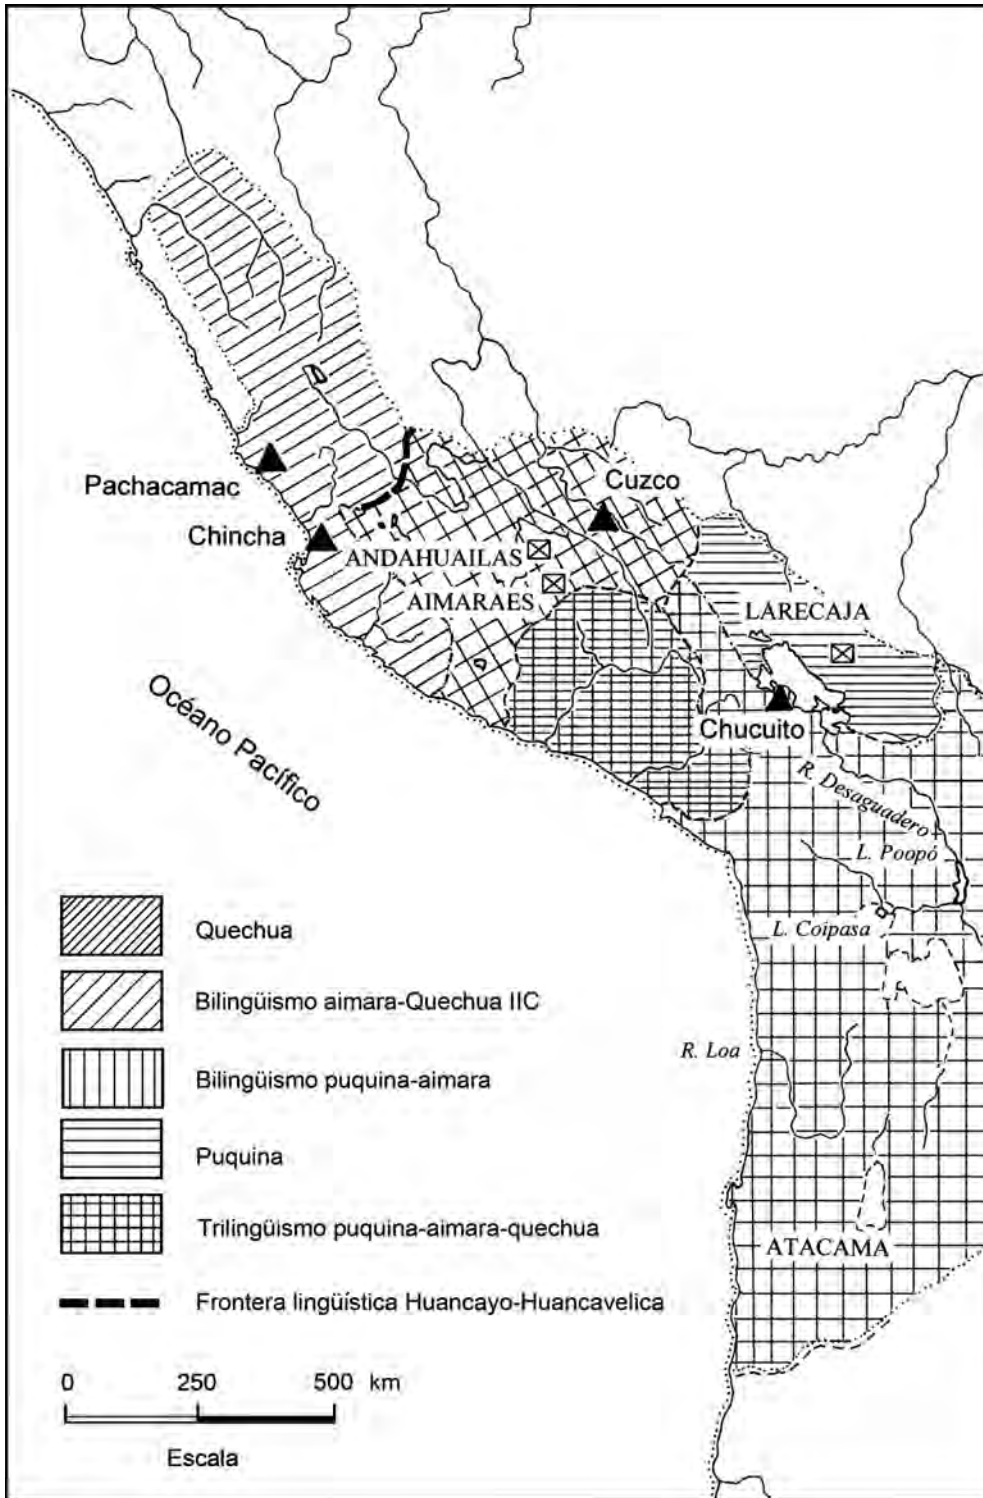 Pachacamac
Chincha
Cuzco
ANDAHUAILAS
AIMARAES
LARECAJA
Chucuito
Océano Pacífico
R. Desaguadero
L. Poopó
L. Coipasa
R. Loa
ATACAMA
Quechua
Bilingüismo aimara-Quechua IIC
Bilingüismo puquina-aimara
Puquina
Trilingüismo puquina-aimara-quechua
Frontera lingüística Huancayo-Huancavelica
0 250 500 km
Escala